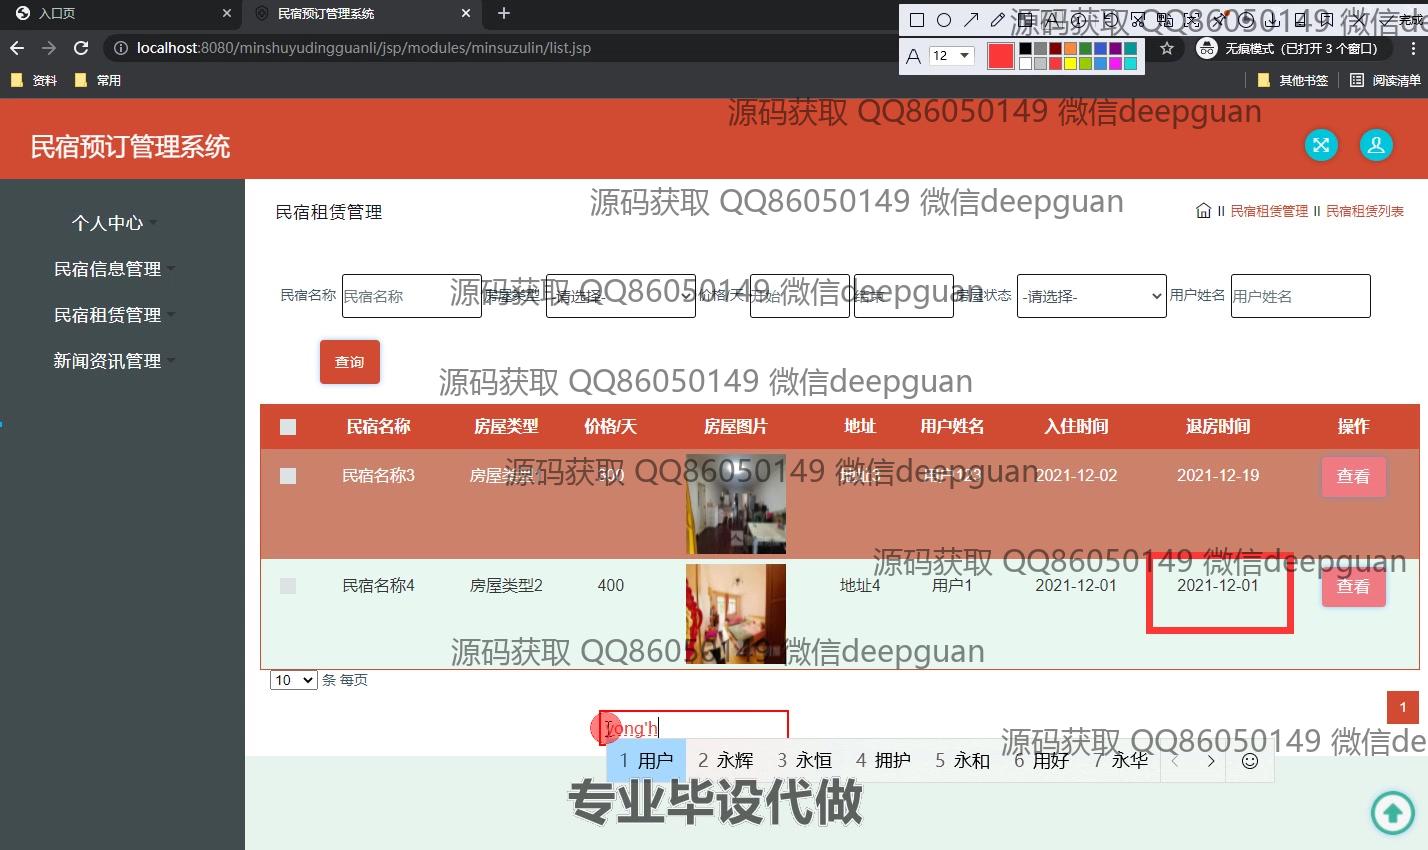 入口页
民宿预订管理系统
localhost:8080/minshuyudingguanli/jsp/modules/minsuzulin/list.jsp
无痕模式（已打开 3 个窗口）
完成
A 12
资料
常用
其他书签
阅读清单
源码获取 QQ86050149 微信de
源码获取 QQ86050149 微信deepguan
民宿预订管理系统
个人中心
民宿信息管理
民宿租赁管理
新闻资讯管理
源码获取 QQ86050149 微信deepguan
民宿租赁管理
民宿租赁管理
民宿租赁列表
源码获取 QQ86050149 微信deepguan
民宿名称 民宿名称 房屋类型 -请选择- 价格/天 开始 结束 房屋状态 -请选择- 用户姓名 用户姓名
查询
源码获取 QQ86050149 微信deepguan
民宿名称 房屋类型 价格/天 房屋图片 地址 用户姓名 入住时间 退房时间 操作
源码获取 QQ86050149 微信deepguan
民宿名称3 房屋类型 300 地址3 用户123 2021-12-02 2021-12-19 查看
源码获取 QQ86050149 微信deepguan
民宿名称4 房屋类型2 400 地址4 用户1 2021-12-01 2021-12-01 查看
源码获取 QQ86050149 微信deepguan
10 条 每页
1
yong'h
源码获取 QQ86050149 微信de
1 用户 2 永辉 3 永恒 4 拥护 5 永和 6 用好 7 永华
专业毕设代做